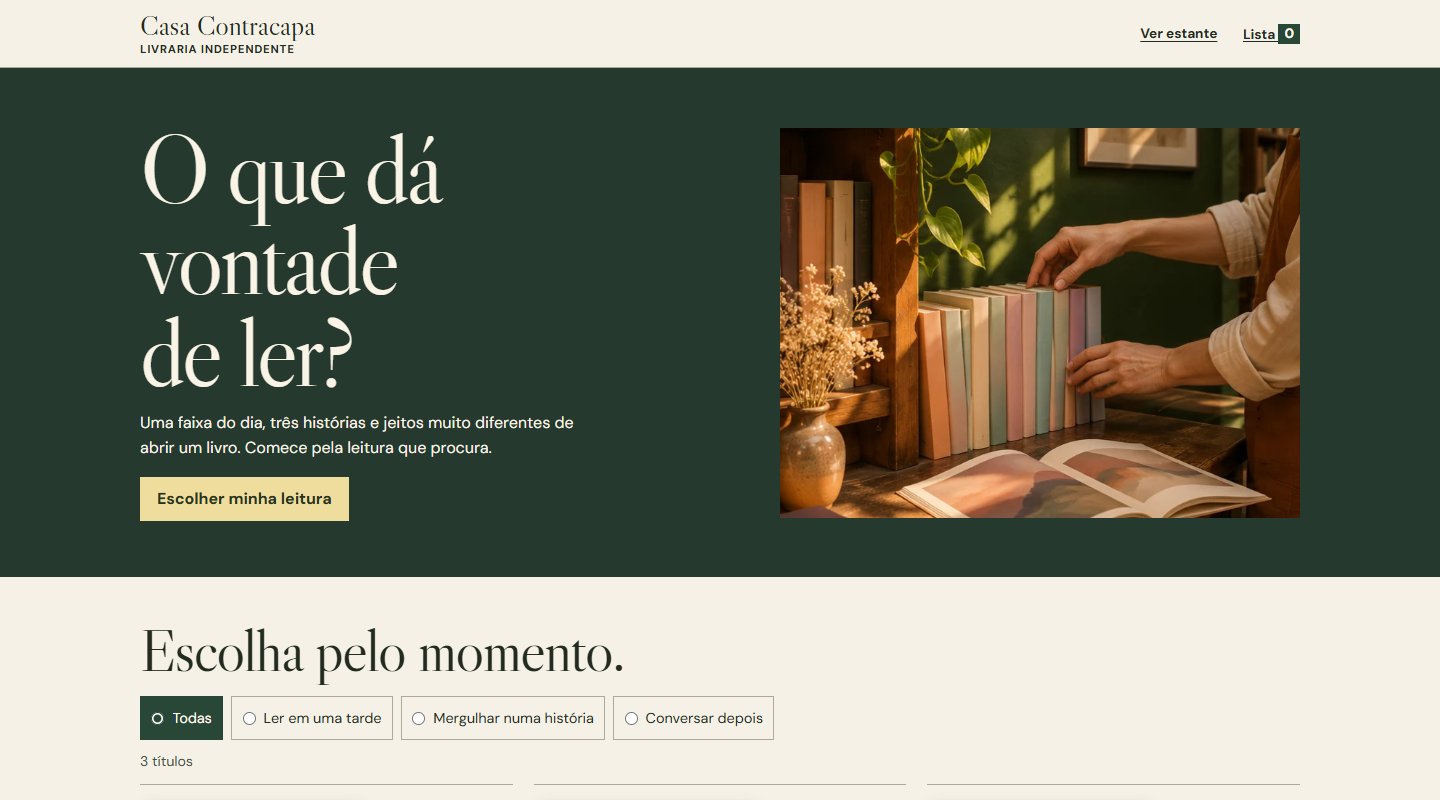 Casa Contracapa
LIVRARIA INDEPENDENTE
Ver estante
Lista 0
O que dá
vontade
de ler?
Uma faixa do dia, três histórias e jeitos muito diferentes de
abrir um livro. Comece pela leitura que procura.
Escolher minha leitura
Escolha pelo momento.
Todas
Ler em uma tarde
Mergulhar numa história
Conversar depois
3 títulos